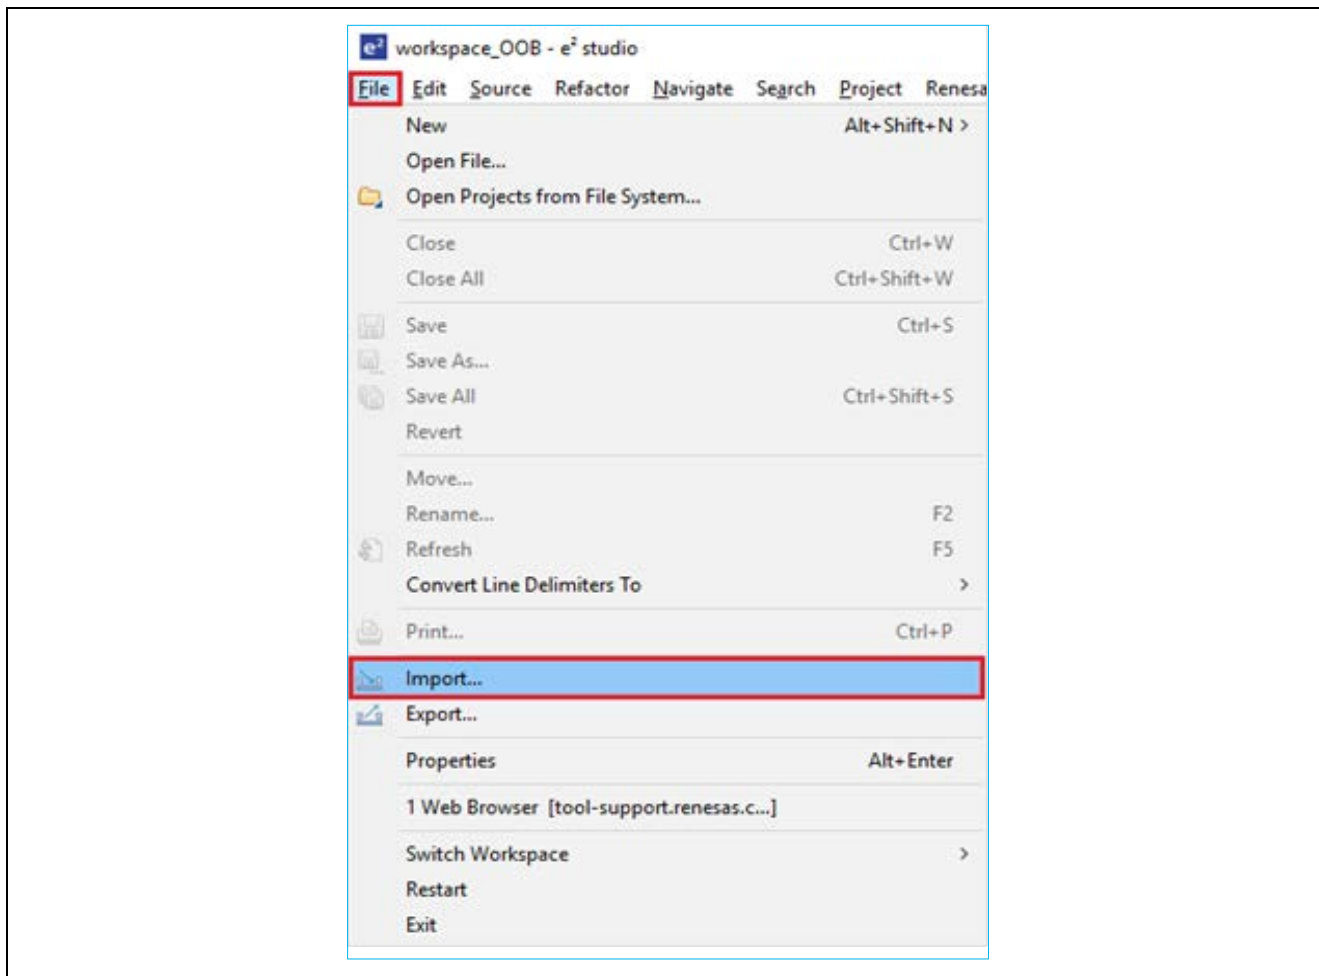 e² workspace_OOB - e² studio
File Edit Source Refactor Navigate Search Project Renesa
New Alt+Shift+N >
Open File...
Open Projects from File System...
Close Ctrl+W
Close All Ctrl+Shift+W
Save Ctrl+S
Save As...
Save All Ctrl+Shift+S
Revert
Move...
Rename... F2
Refresh F5
Convert Line Delimiters To >
Print... Ctrl+P
Import...
Export...
Properties Alt+Enter
1 Web Browser [tool-support.renesas.c...]
Switch Workspace >
Restart
Exit